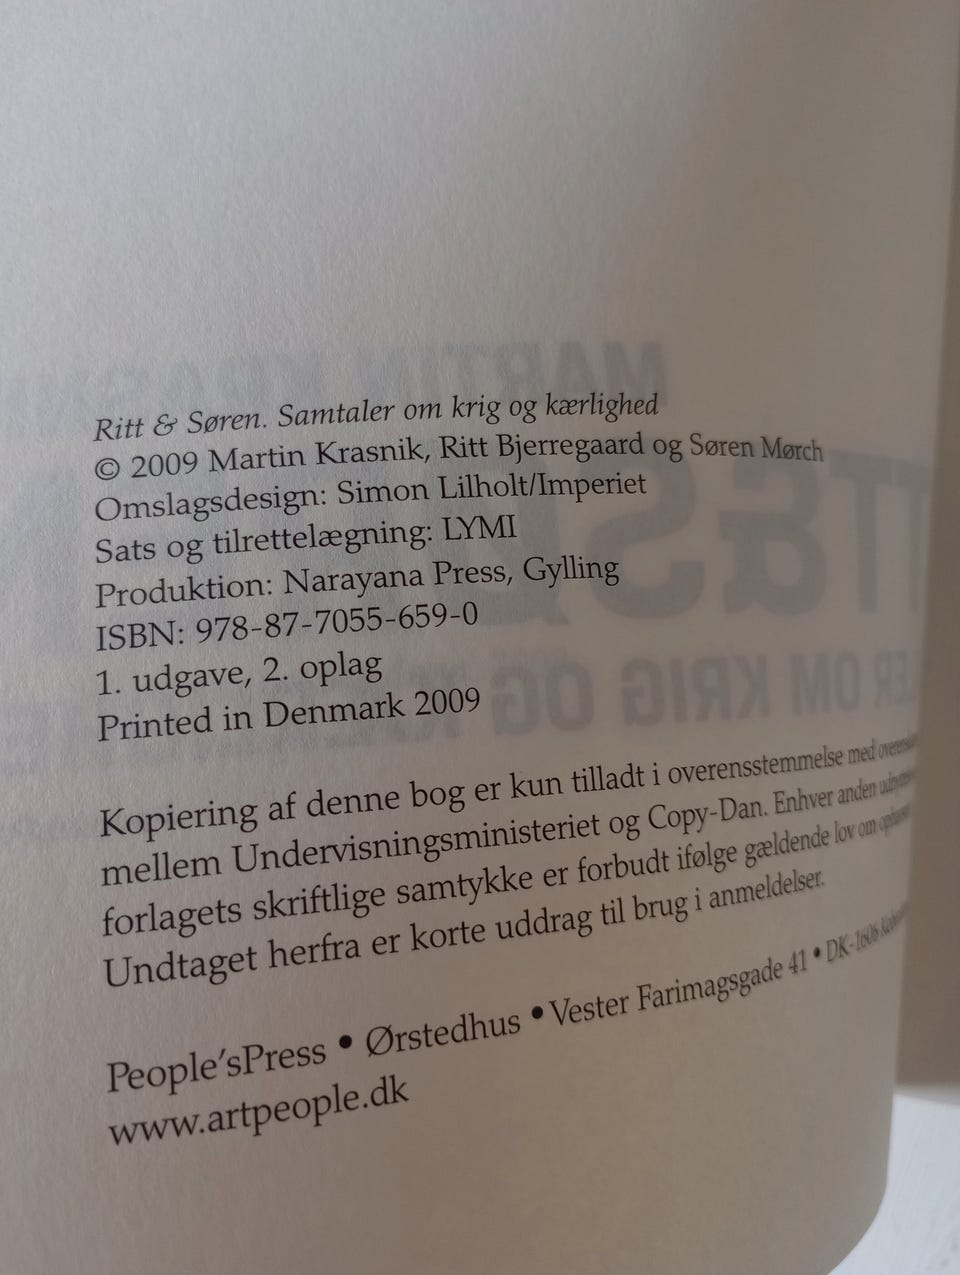 Ritt & Søren. Samtaler om krig og kærlighed
© 2009 Martin Krasnik, Ritt Bjerregaard og Søren Mørch
Omslagsdesign: Simon Lilholt/Imperiet
Sats og tilrettelægning: LYMI
Produktion: Narayana Press, Gylling
ISBN: 978-87-7055-659-0
1. udgave, 2. oplag
Printed in Denmark 2009
Kopiering af denne bog er kun tilladt i overensstemmelse med
mellem Undervisningsministeriet og Copy-Dan. Enhver anden
forlagets skriftlige samtykke er forbudt ifølge gældende lov om
Undtaget herfra er korte uddrag til brug i anmeldelser.
People'sPress • Ørstedhus • Vester Farimagsgade 41 • DK-1606
www.artpeople.dk